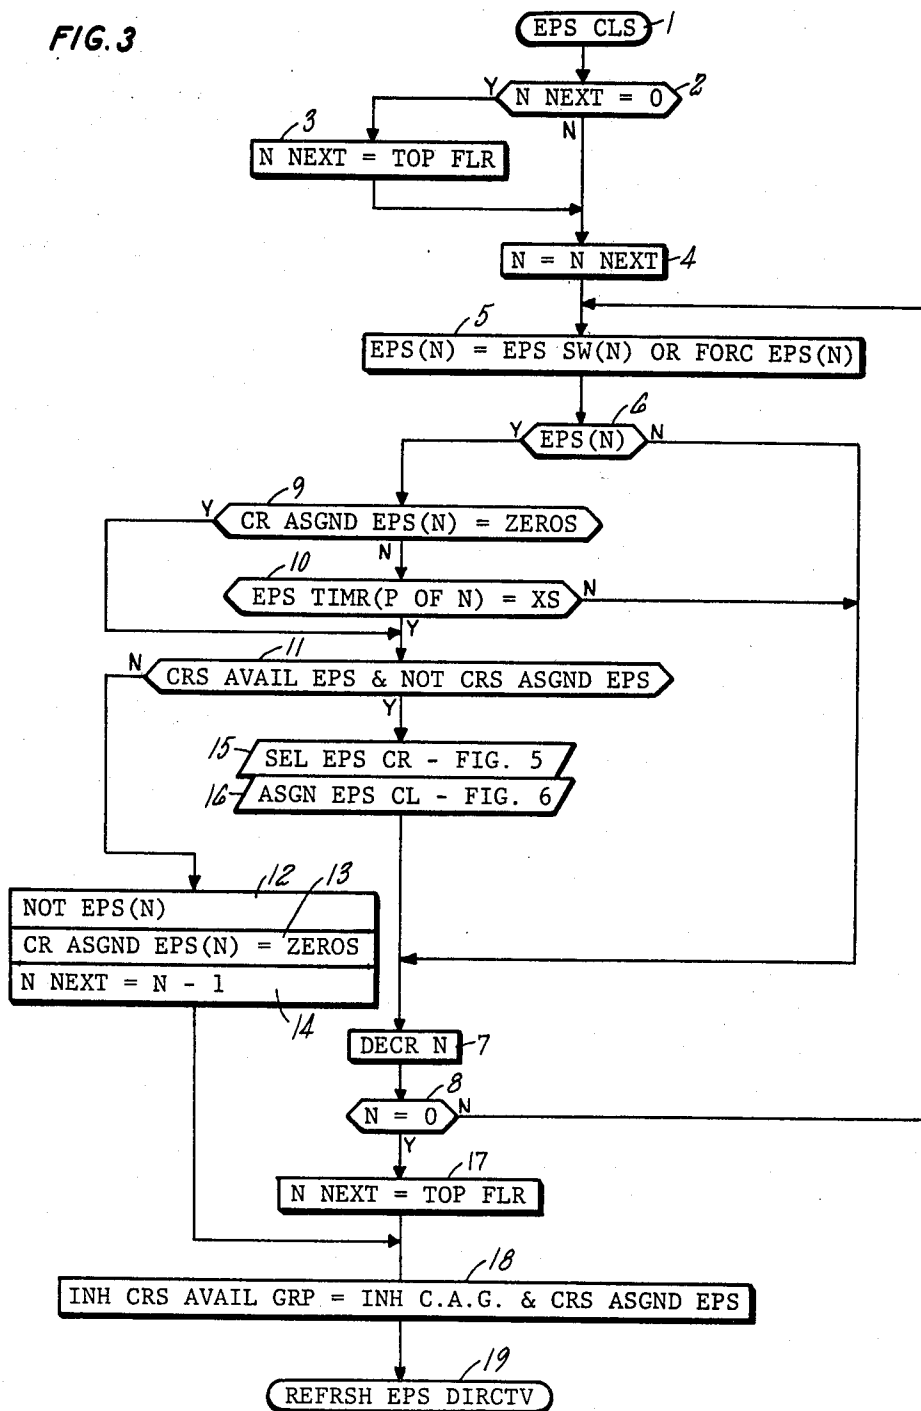 FIG. 3
EPS CLS 1
N NEXT = 0 2
Y
N
3
N NEXT = TOP FLR
N = N NEXT 4
5
EPS(N) = EPS SW(N) OR FORC EPS(N)
6
Y EPS(N) N
9
Y CR ASGND EPS(N) = ZEROS
N
10
EPS TIMR(P OF N) = XS N
Y
11
N CRS AVAIL EPS & NOT CRS ASGND EPS
Y
15 SEL EPS CR - FIG. 5
16 ASGN EPS CL - FIG. 6
12 13
NOT EPS(N)
CR ASGND EPS(N) = ZEROS
N NEXT = N - 1
14
DECR N 7
8
N = 0 N
Y
17
N NEXT = TOP FLR
18
INH CRS AVAIL GRP = INH C.A.G. & CRS ASGND EPS
19
REFRSH EPS DIRCTV